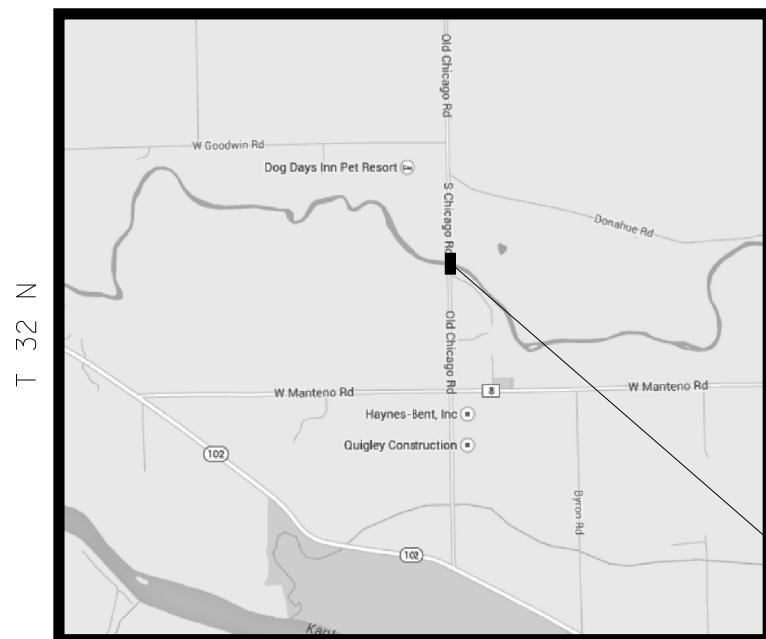 Old Chicago Rd
W Goodwin Rd
Dog Days Inn Pet Resort
S Chicago Rd
Donahue Rd
T 32 N
Old Chicago Rd
W Manteno Rd
8
W Manteno Rd
Haynes-Bent, Inc
Quigley Construction
102
Byron Rd
102